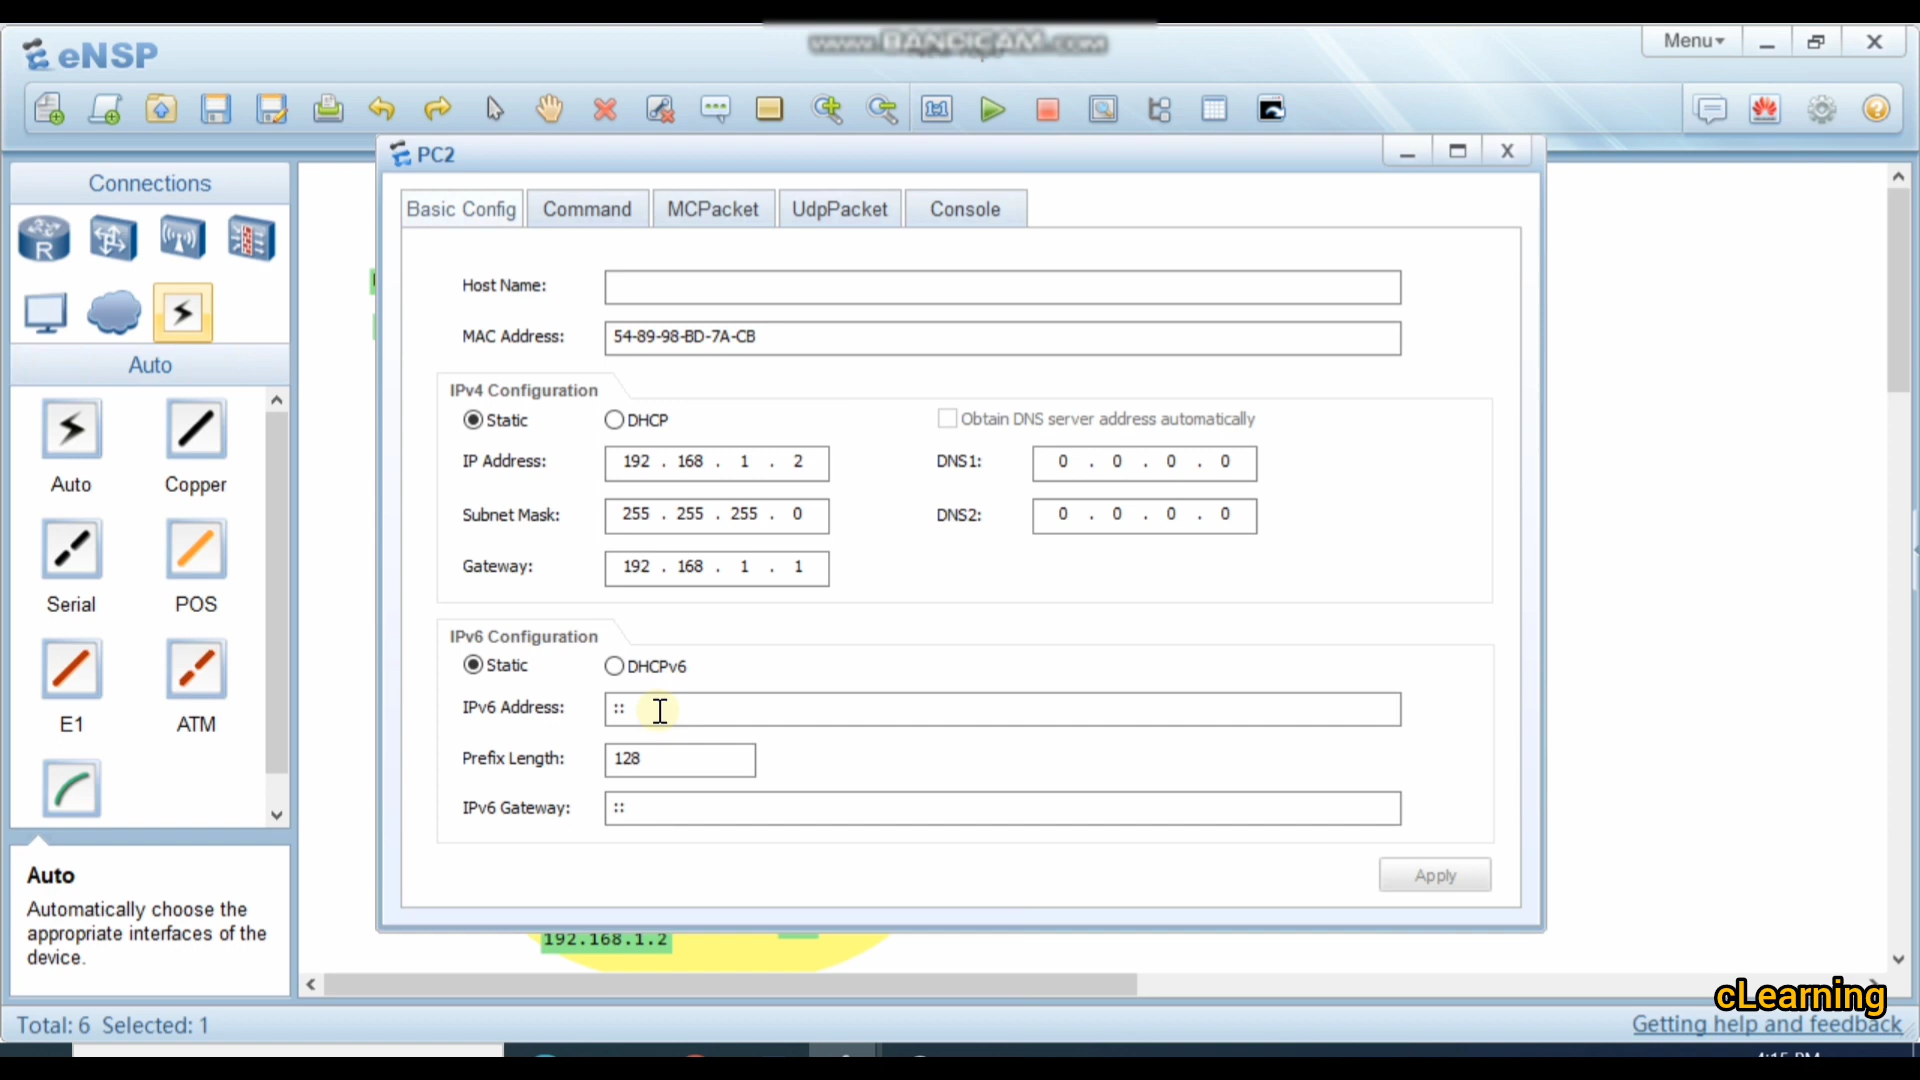 www.BANDICAM.com
eNSP
Menu
PC2
Connections
Basic Config Command MCPacket UdpPacket Console
R
Host Name:
MAC Address: 54-89-98-BD-7A-CB
IPv4 Configuration
Static DHCP Obtain DNS server address automatically
IP Address: 192 . 168 . 1 . 2 DNS1: 0 . 0 . 0 . 0
Subnet Mask: 255 . 255 . 255 . 0 DNS2: 0 . 0 . 0 . 0
Gateway: 192 . 168 . 1 . 1
IPv6 Configuration
Static DHCPv6
IPv6 Address: ::
Prefix Length: 128
IPv6 Gateway: ::
Apply
Auto
Auto Copper
Serial POS
E1 ATM
Auto
Automatically choose the
appropriate interfaces of the
device.
192.168.1.2
cLearning
Total: 6 Selected: 1
Getting help and feedback